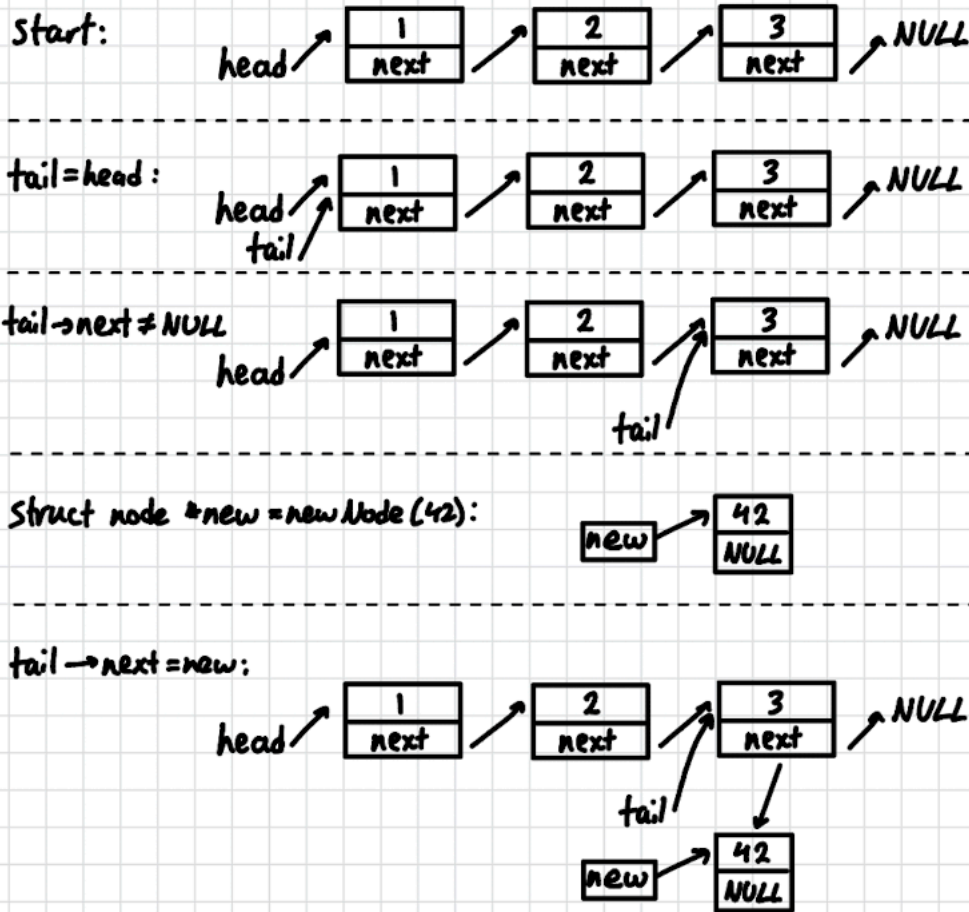 start:
head 1 2 3 NULL
next next next
tail=head:
head 1 2 3 NULL
next next next
tail
tail→next≠NULL
head 1 2 3 NULL
next next next
tail
struct node *new=newNode(42):
new 42
NULL
tail→next=new:
head 1 2 3 NULL
next next next
tail
new 42
NULL